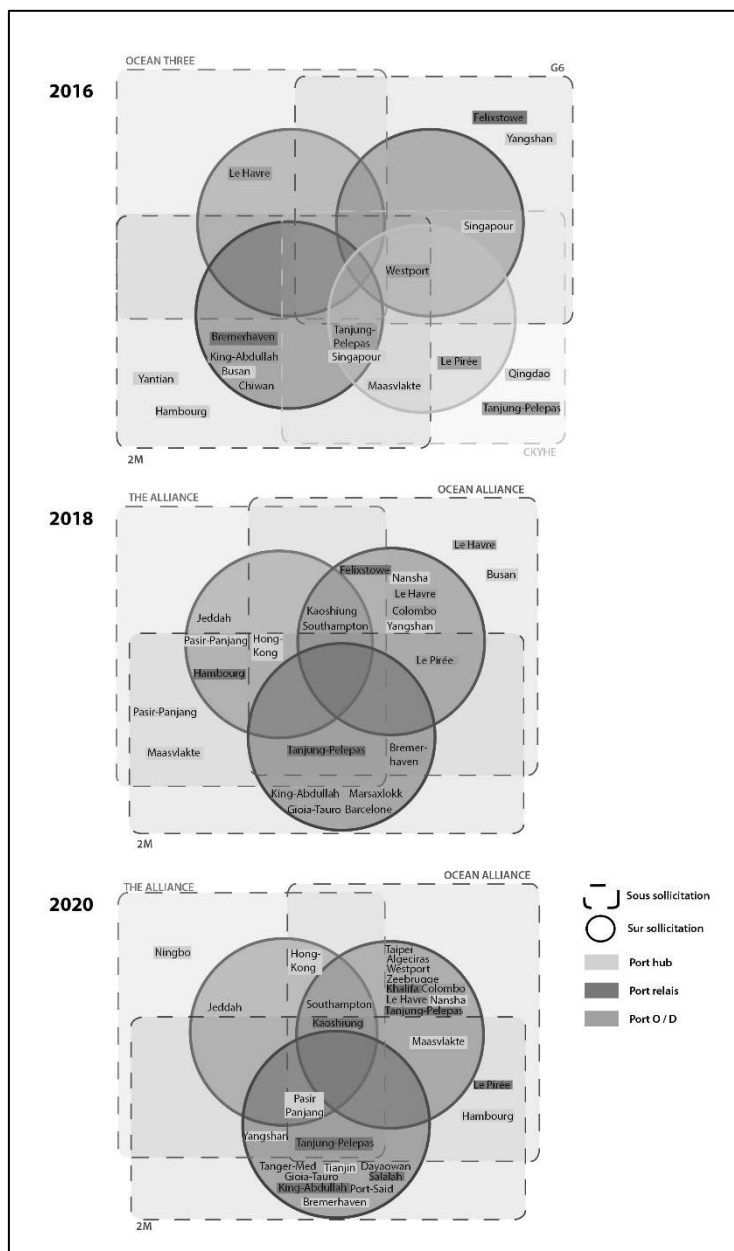 OCEAN THREE
G6
2016
Felixstowe
Yangshan
Le Havre
Singapour
Westport
Bremerhaven
Tanjung-
Pelepas
King-Abdullah
Singapour
Busan
Chiwan
Le Pirée
Maasvlakte
Yantian
Qingdao
Hambourg
Tanjung-Pelepas
2M
CKYHE
OCEAN ALLIANCE
THE ALLIANCE
2018
Le Havre
Felixstowe
Nansha
Busan
Le Havre
Kaoshiung
Colombo
Jeddah
Southampton
Yangshan
Pasir-Panjang
Hong-
Kong
Le Pirée
Hambourg
Pasir-Panjang
Maasvlakte
Tanjung-Pelepas
Bremer-
haven
King-Abdullah
Marsaxlokk
Gioia-Tauro
Barcelone
2M
OCEAN ALLIANCE
THE ALLIANCE
2020
Sous sollicitation
Sur sollicitation
Port hub
Port relais
Port O / D
Ningbo
Hong-
Kong
Taipei
Algeciras
Westport
Zeebrugge
Khalifa
Colombo
Jeddah
Southampton
Le Havre
Nansha
Tanjung-Pelepas
Kaoshiung
Maasvlakte
Le Pirée
Pasir
Panjang
Hambourg
Yangshan
Tanjung-Pelepas
Tanger-Med
Tianjin
Dayaowan
Gioia-Tauro
Salalah
King-Abdullah
Port-Said
Bremerhaven
2M